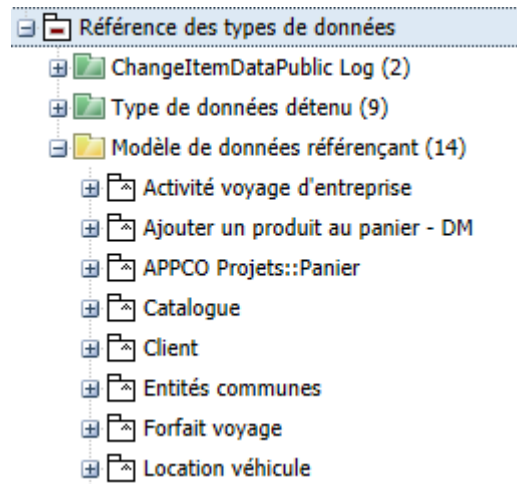 Référence des types de données
ChangeItemDataPublic Log (2)
Type de données détenu (9)
Modèle de données référençant (14)
Activité voyage d'entreprise
Ajouter un produit au panier - DM
APPCO Projets::Panier
Catalogue
Client
Entités communes
Forfait voyage
Location véhicule